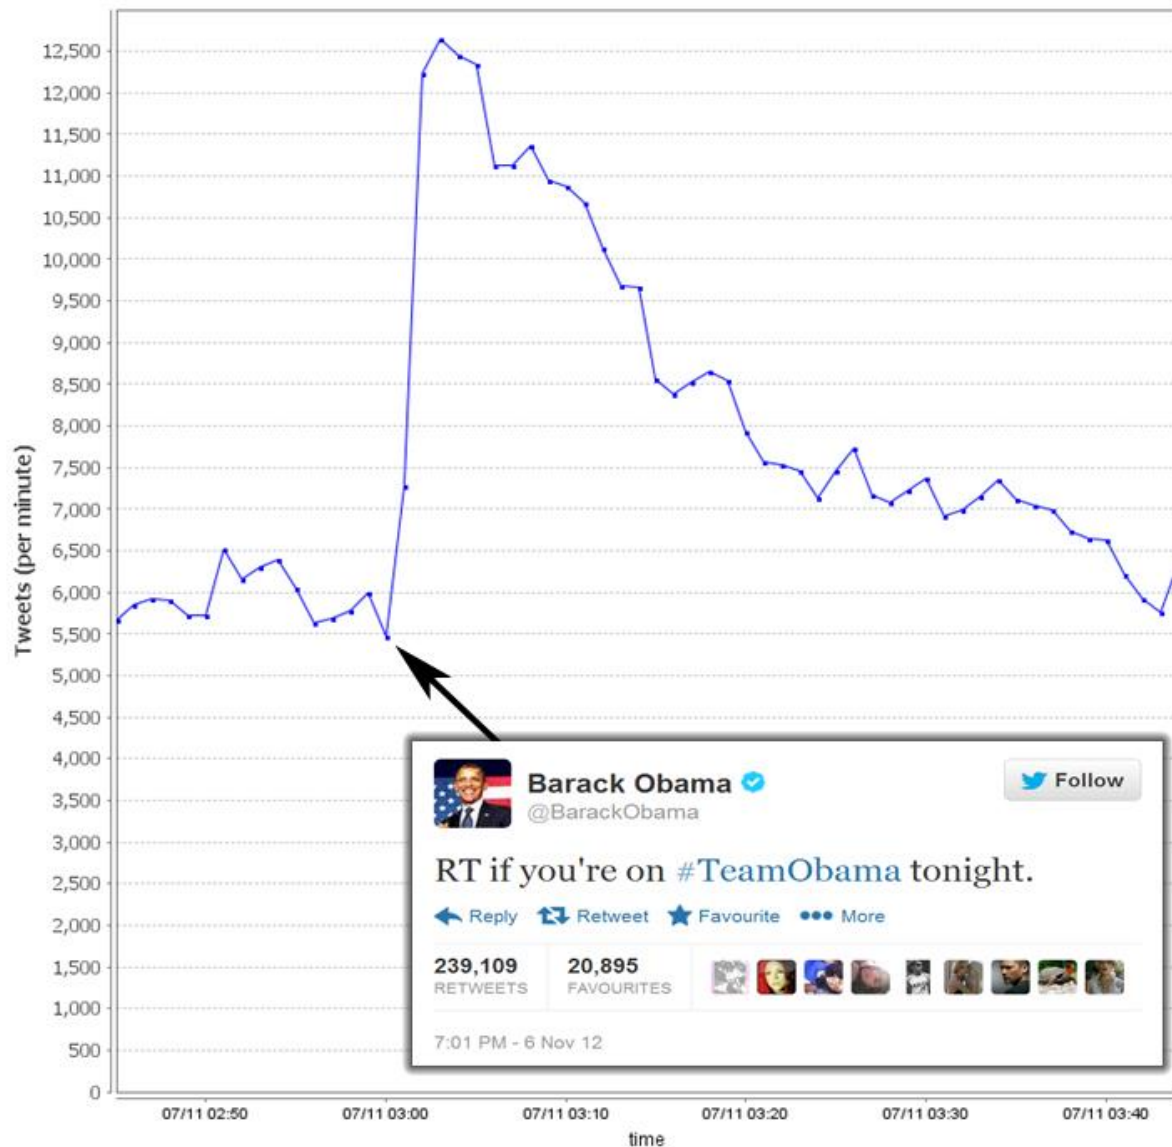 12,500
12,000
11,500
11,000
10,500
10,000
9,500
9,000
8,500
8,000
7,500
7,000
6,500
6,000
5,500
5,000
4,500
4,000
3,500
3,000
2,500
2,000
1,500
1,000
500
0
Tweets (per minute)
Barack Obama
@BarackObama
Follow
RT if you're on #TeamObama tonight.
Reply Retweet Favourite More
239,109 20,895
RETWEETS FAVOURITES
7:01 PM - 6 Nov 12
07/11 02:50 07/11 03:00 07/11 03:10 07/11 03:20 07/11 03:30 07/11 03:40
time